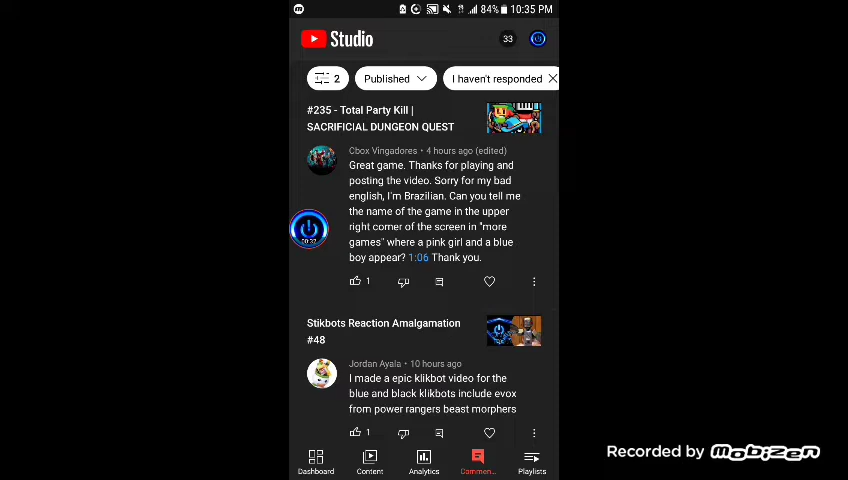 84% 10:35 PM
Studio
33
2
Published
I haven't responded
#235 - Total Party Kill |
SACRIFICIAL DUNGEON QUEST
Cbox Vingadores • 4 hours ago (edited)
Great game. Thanks for playing and
posting the video. Sorry for my bad
english, I'm Brazilian. Can you tell me
the name of the game in the upper
right corner of the screen in "more
games" where a pink girl and a blue
boy appear? 1:06 Thank you.
00:32
1
Stikbots Reaction Amalgamation
#48
Jordan Ayala • 10 hours ago
I made a epic klikbot video for the
blue and black klikbots include evox
from power rangers beast morphers
1
Dashboard
Content
Analytics
Commen...
Playlists
Recorded by mobizen